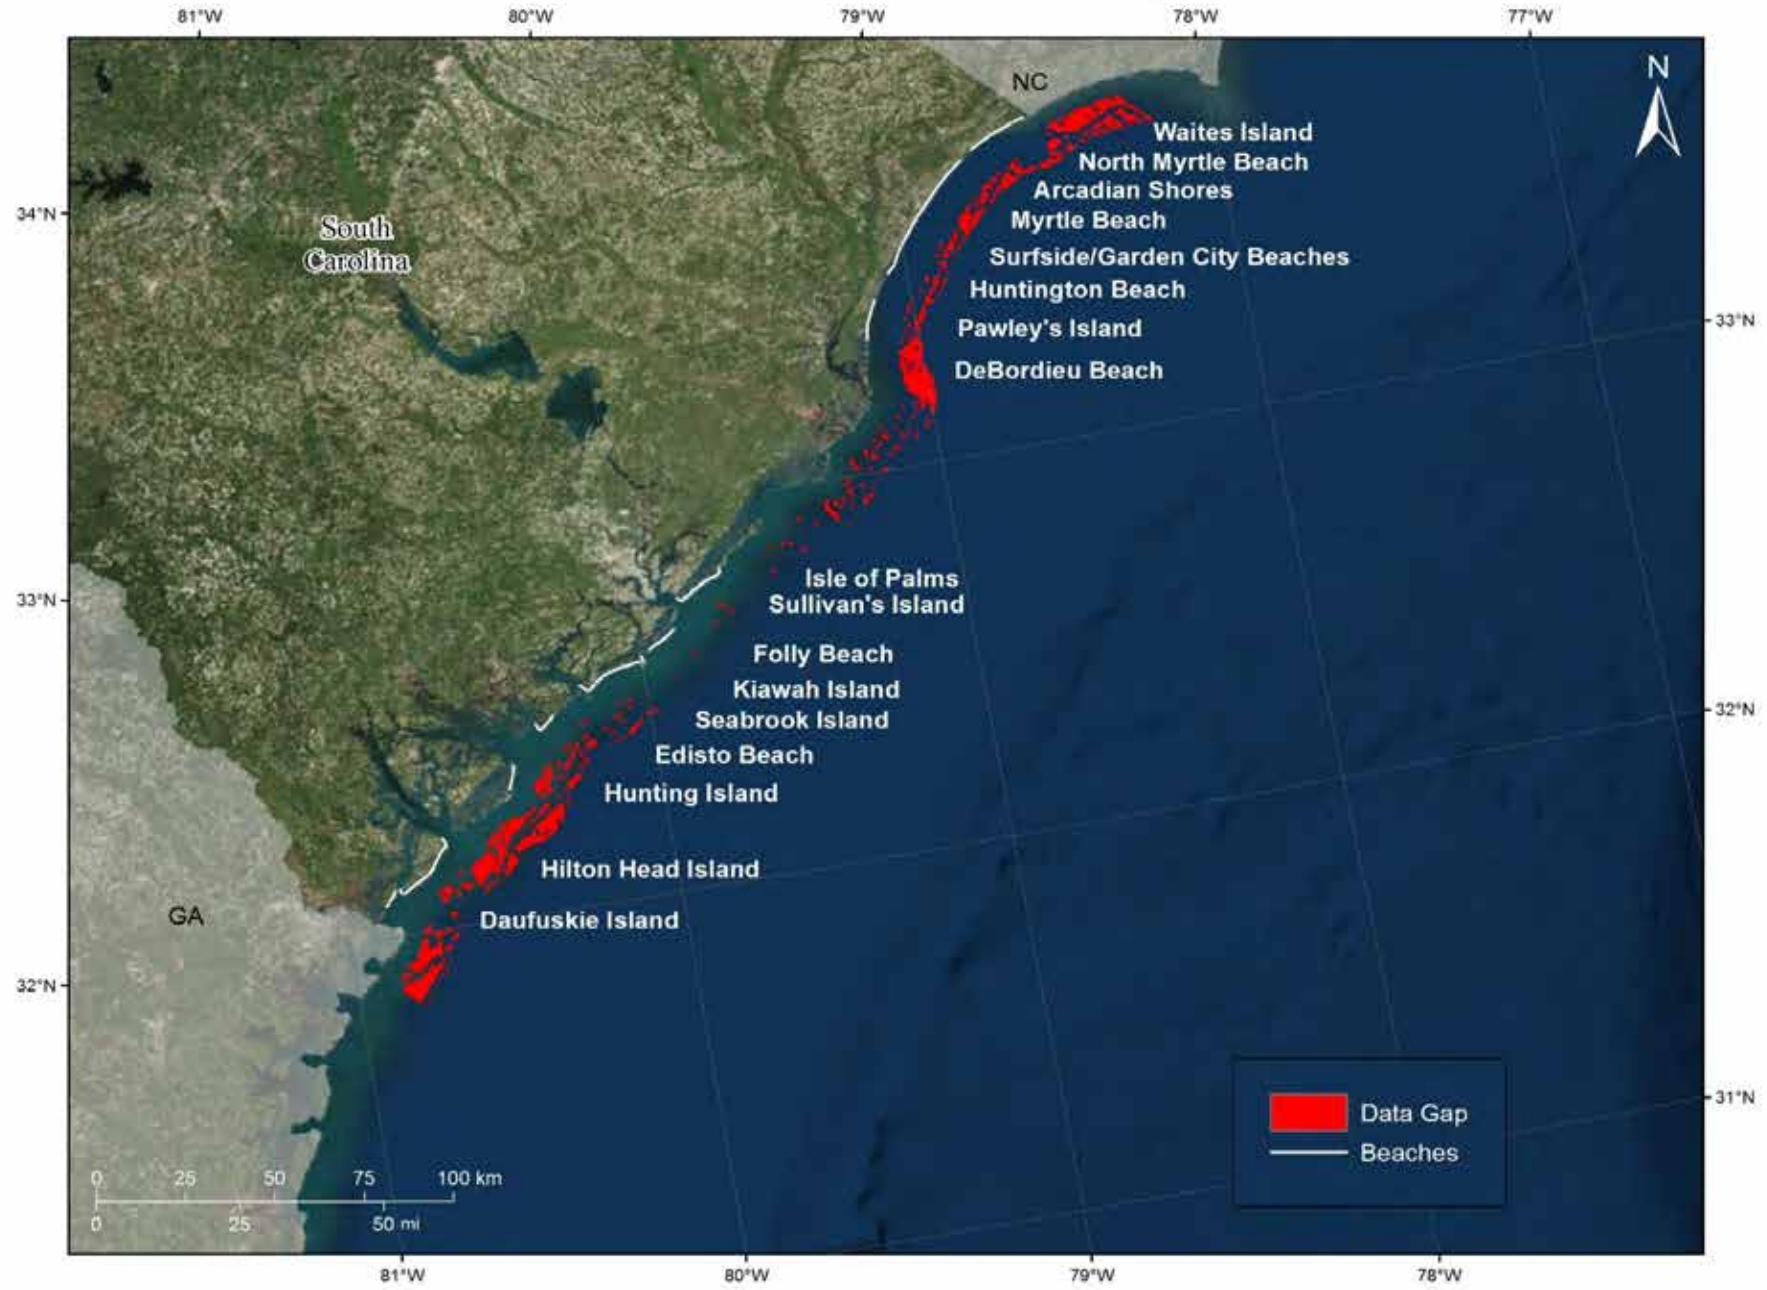 81°W 80°W 79°W 78°W 77°W
NC
N
Waites Island
North Myrtle Beach
Arcadian Shores
34°N
Myrtle Beach
South
Carolina
Surfside/Garden City Beaches
Huntington Beach
33°N
Pawley's Island
DeBordieu Beach
Isle of Palms
33°N
Sullivan's Island
Folly Beach
Kiawah Island
32°N
Seabrook Island
Edisto Beach
Hunting Island
Hilton Head Island
GA
Daufuskie Island
32°N
31°N
Data Gap
Beaches
0 25 50 75 100 km
0 25 50 mi
81°W 80°W 79°W 78°W